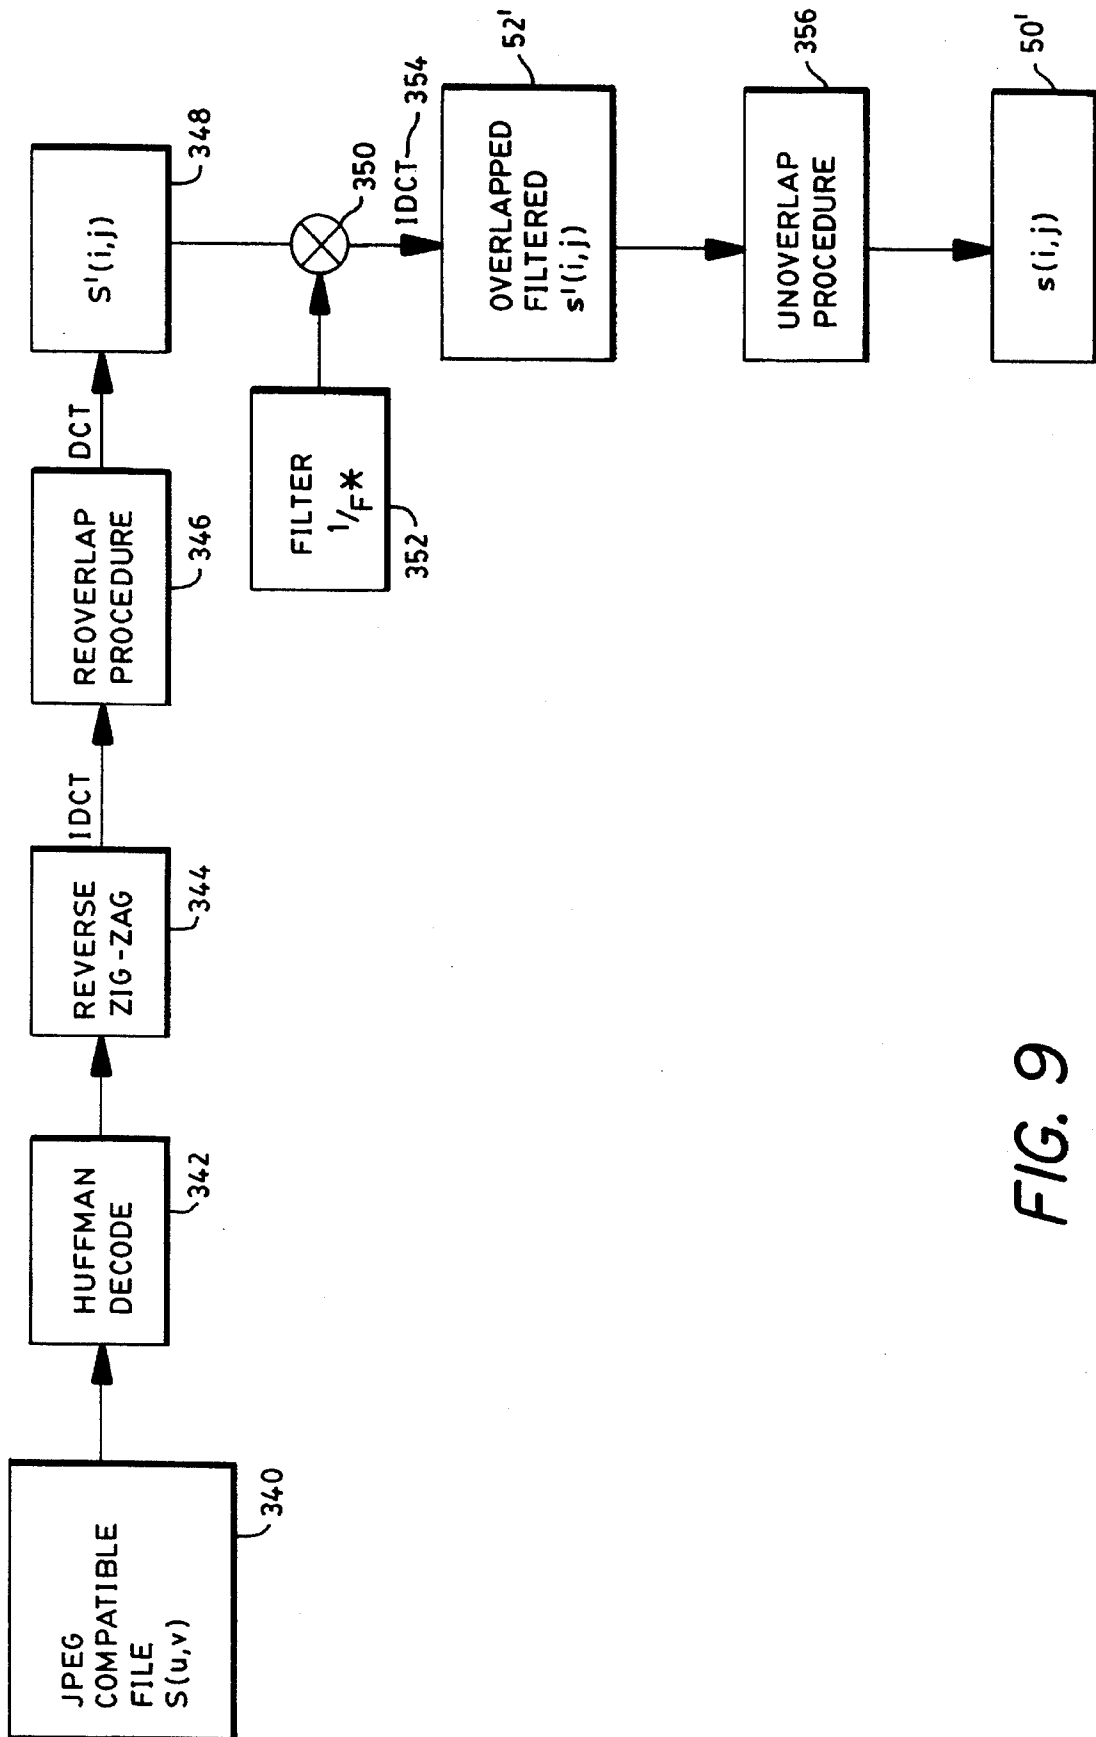 JPEG
COMPATIBLE
FILE
S(u,v)
340
HUFFMAN
DECODE
342
REVERSE
ZIG-ZAG
344
IDCT
REOVERLAP
PROCEDURE
346
DCT
S'(i,j)
348
350
FILTER
1/F*
352
IDCT
354
OVERLAPPED
FILTERED
s'(i,j)
52'
UNOVERLAP
PROCEDURE
356
s(i,j)
50'
FIG. 9